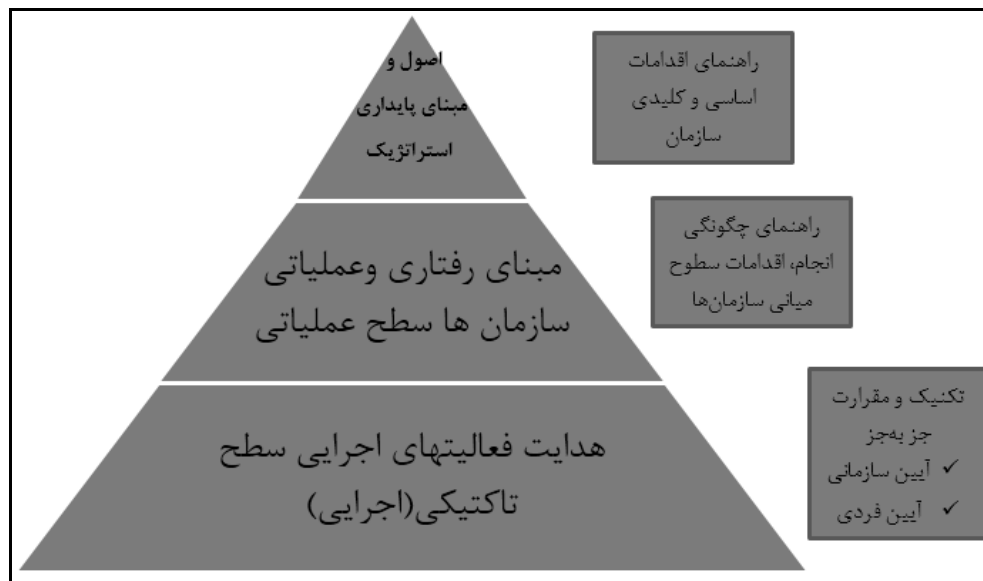 اصول و
مبنای پایداری
استراتژیک
راهنمای اقدامات
اساسی و کلیدی
سازمان
مبنای رفتاری وعملیاتی
سازمان ها سطح عملیاتی
راهنمای چگونگی
انجام، اقدامات سطوح
میانی سازمان‌ها
هدایت فعالیتهای اجرایی سطح
تاکتیکی(اجرایی)
تکنیک و مقرارت
جز به‌جز
✓ آیین سازمانی
✓ آیین فردی